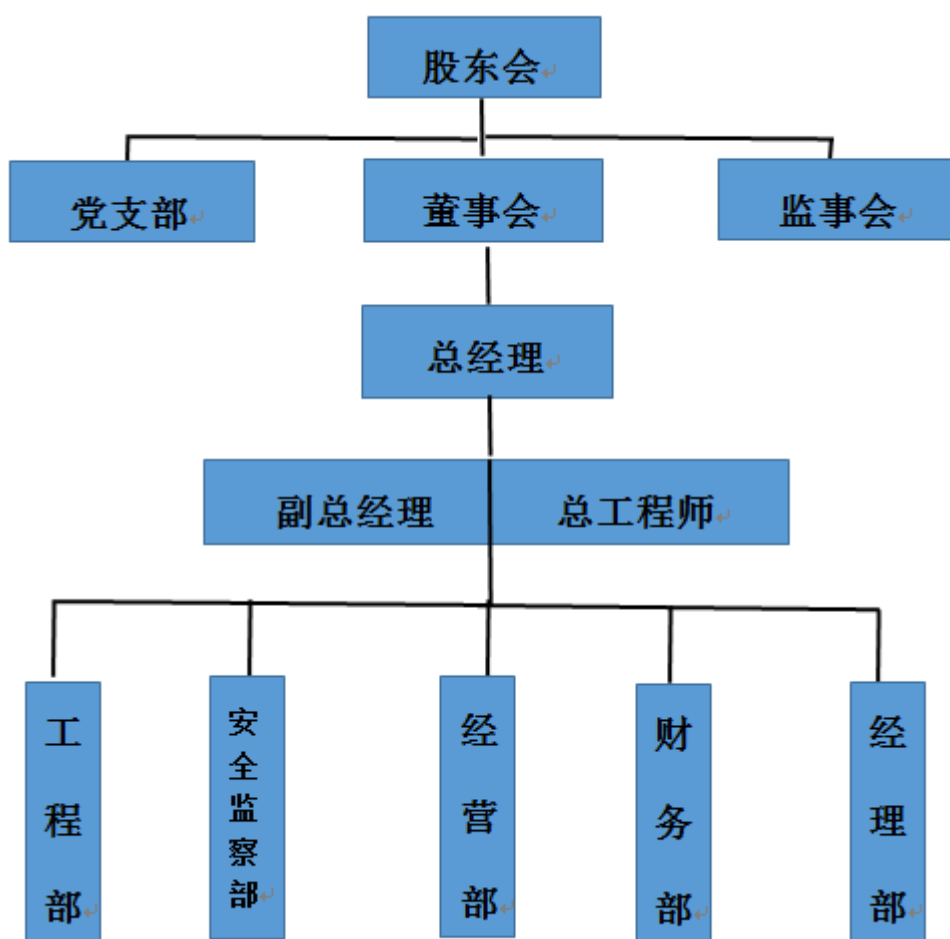 股东会
党支部
董事会
监事会
总经理
副总经理
总工程师
工程部
安全监察部
经营部
财务部
经理部